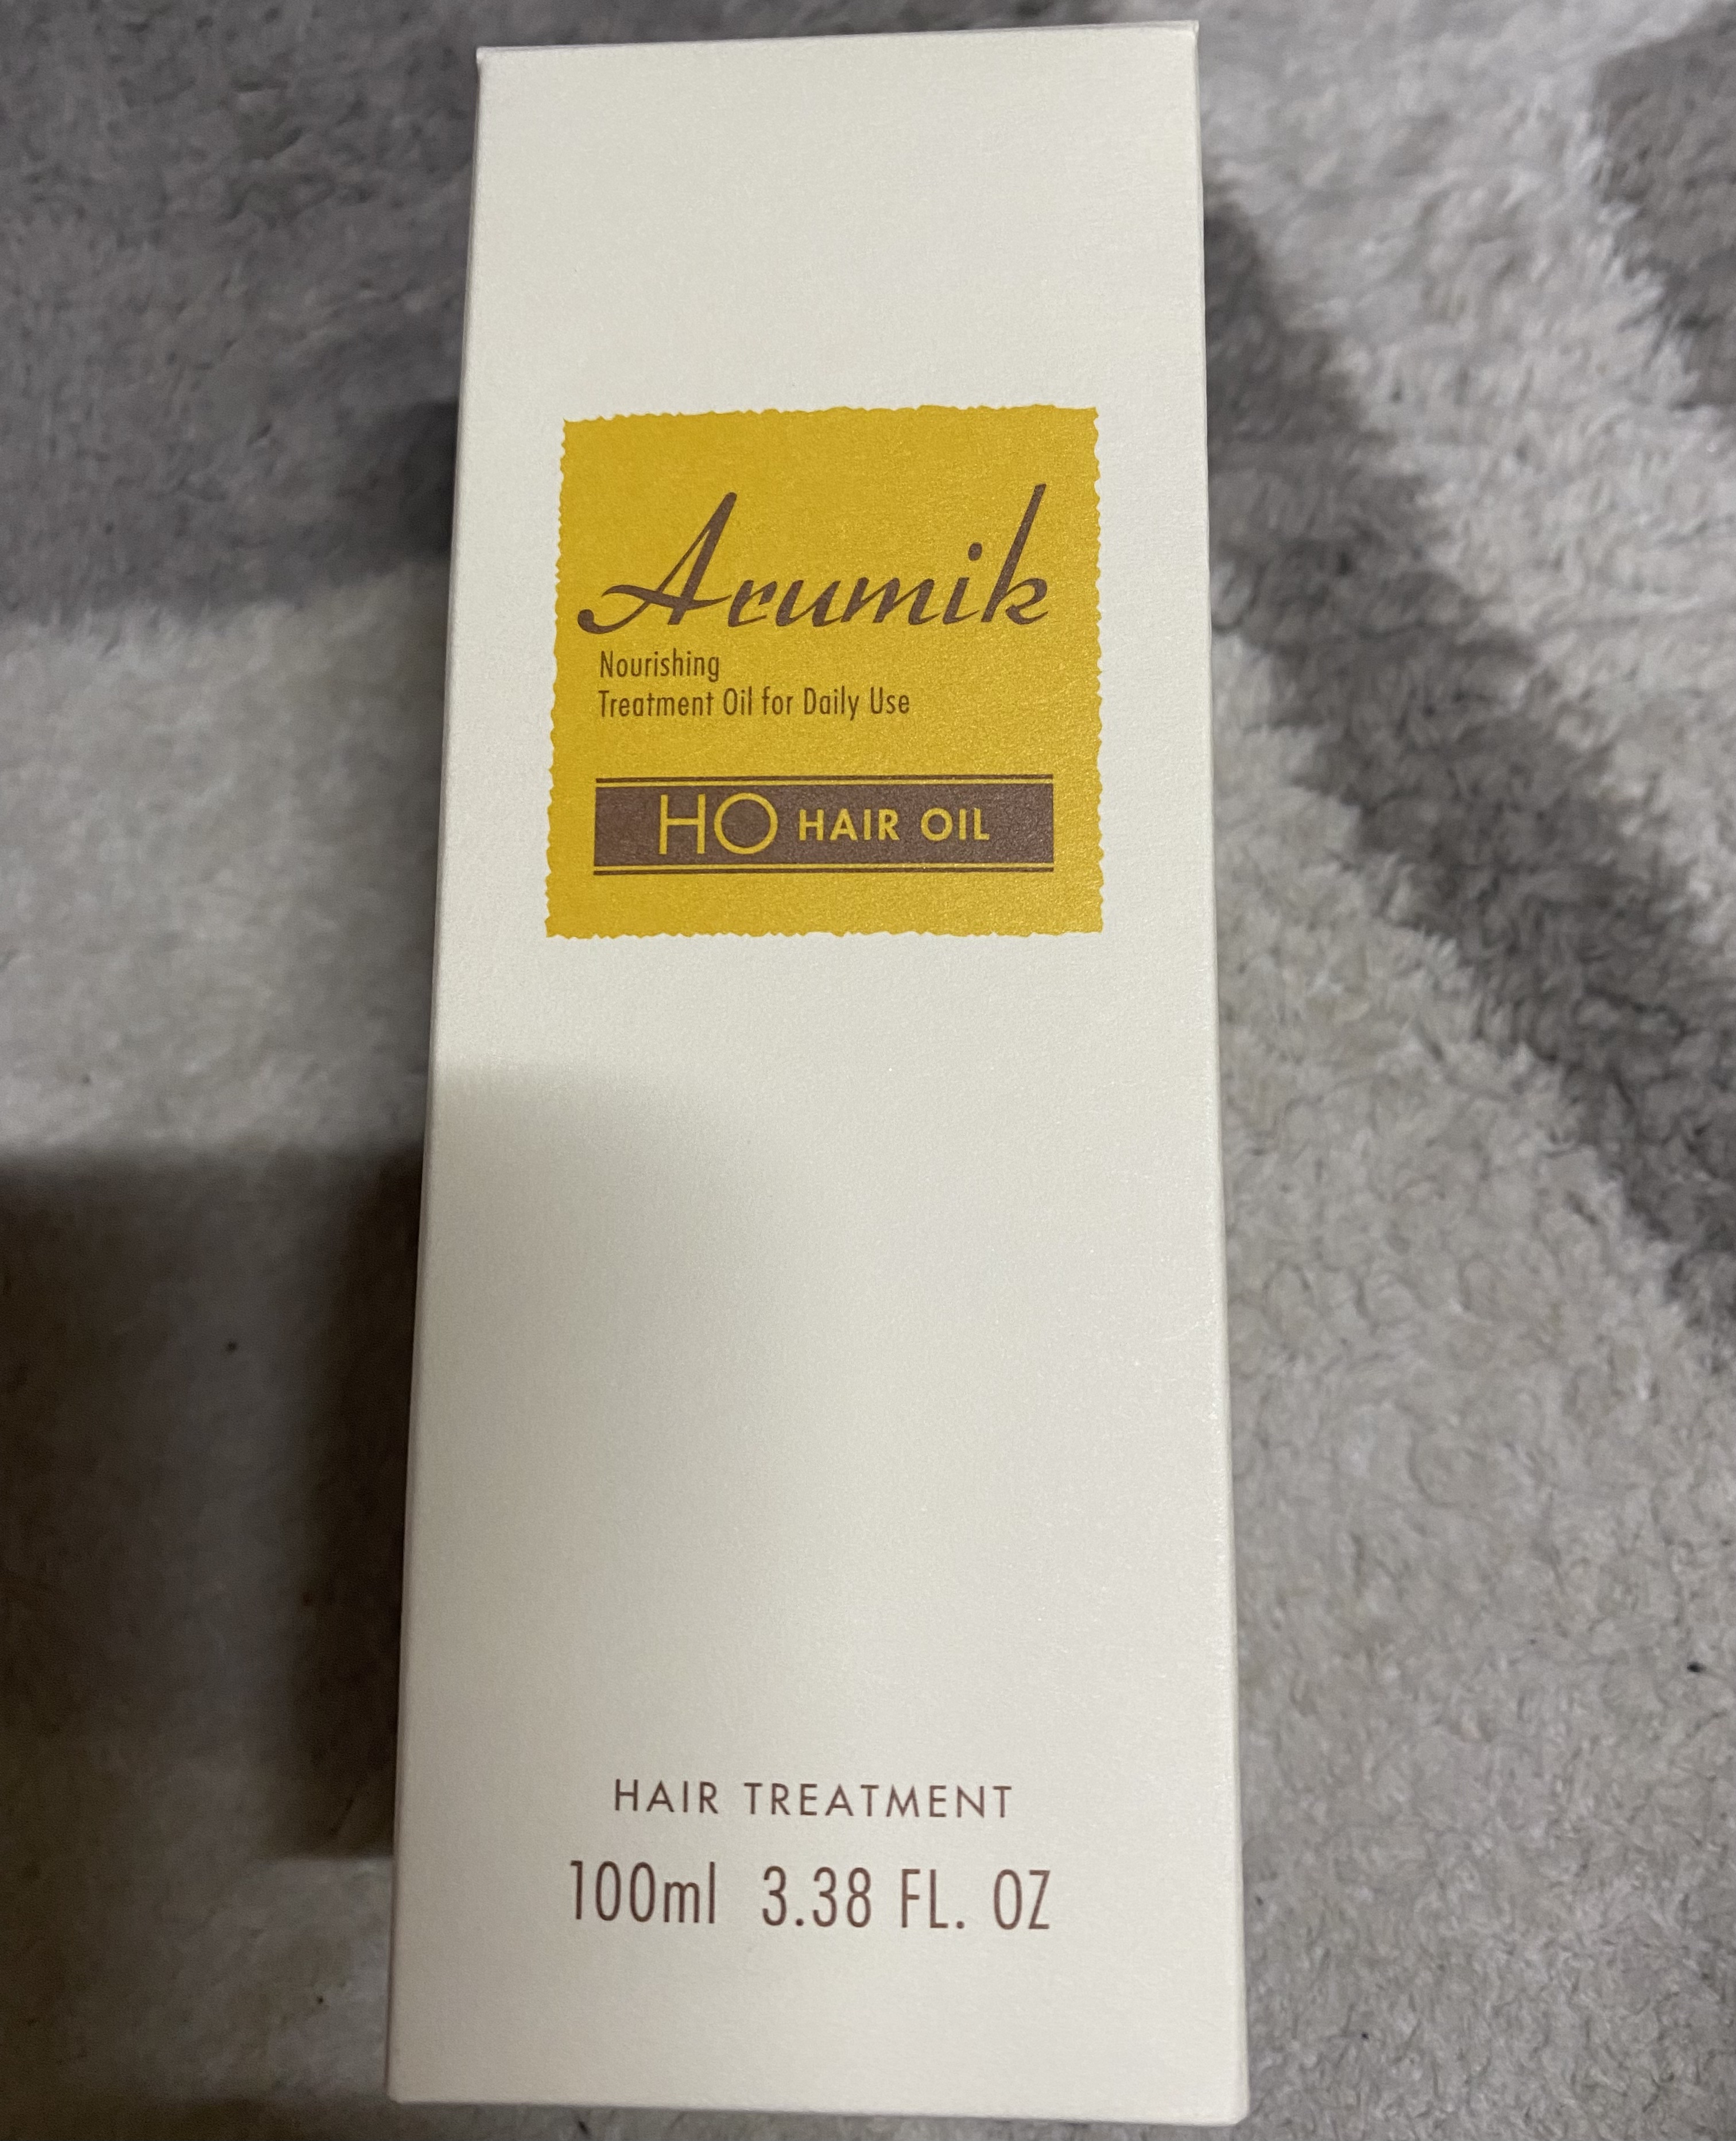 Arumik
Nourishing
Treatment Oil for Daily Use
HO HAIR OIL
HAIR TREATMENT
100ml 3.38 FL. OZ